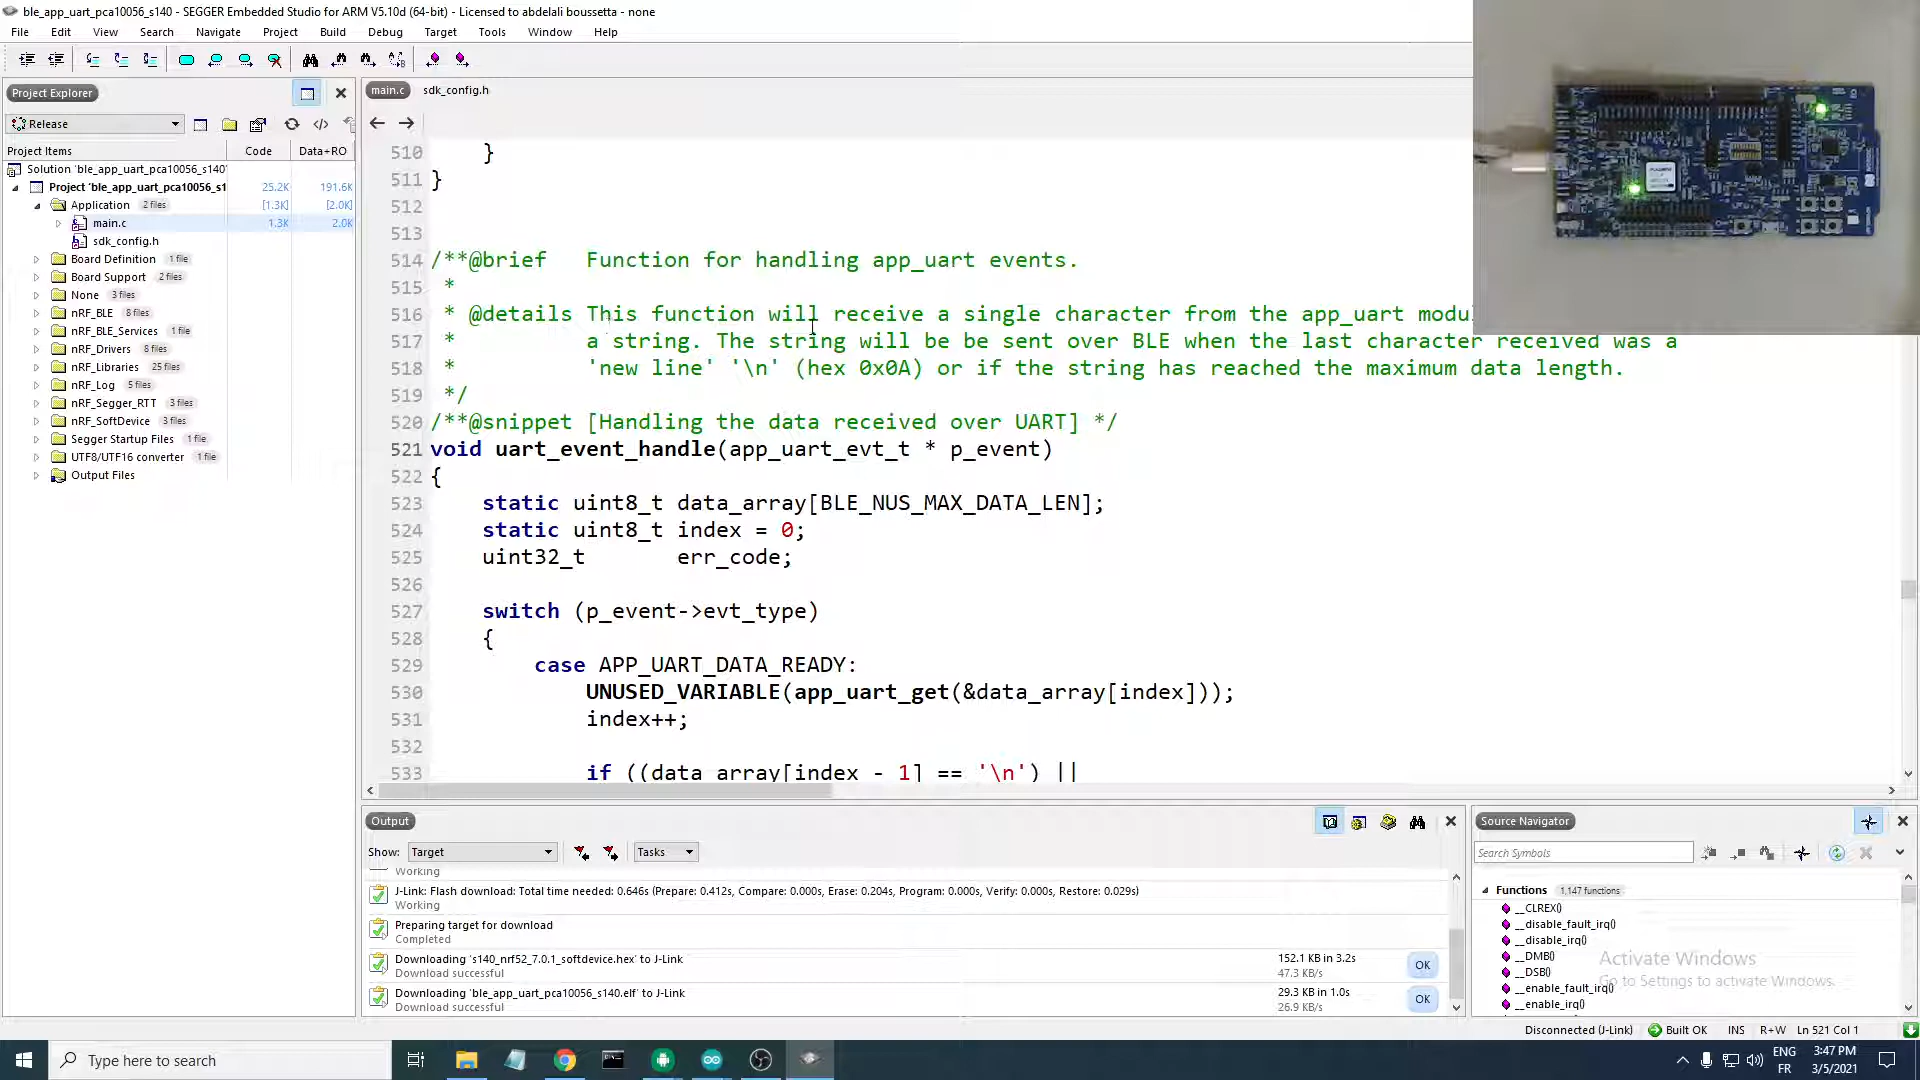 ble_app_uart_pca10056_s140 - SEGGER Embedded Studio for ARM V5.10d (64-bit) - Licensed to abdelali boussetta - none
File Edit View Search Navigate Project Build Debug Target Tools Window Help
Project Explorer
main.c sdk_config.h
Release
Project Items Code Data+RO
Solution 'ble_app_uart_pca10056_s140'
Project 'ble_app_uart_pca10056_s1 25.2K 191.6K
Application 2 files [1.3K] [2.0K]
main.c 1.3K 2.0K
sdk_config.h
Board Definition 1 file
Board Support 2 files
None 3 files
nRF_BLE 8 files
nRF_BLE_Services 1 file
nRF_Drivers 8 files
nRF_Libraries 25 files
nRF_Log 5 files
nRF_Segger_RTT 3 files
nRF_SoftDevice 3 files
Segger Startup Files 1 file
UTF8/UTF16 converter 1 file
Output Files
510 }
511 }
512
513
514 /**@brief Function for handling app_uart events.
515 *
516 * @details This function will receive a single character from the app_uart modul
517 * a string. The string will be be sent over BLE when the last character received was a
518 * 'new line' '\n' (hex 0x0A) or if the string has reached the maximum data length.
519 */
520 /**@snippet [Handling the data received over UART] */
521 void uart_event_handle(app_uart_evt_t * p_event)
522 {
523 static uint8_t data_array[BLE_NUS_MAX_DATA_LEN];
524 static uint8_t index = 0;
525 uint32_t err_code;
526
527 switch (p_event->evt_type)
528 {
529 case APP_UART_DATA_READY:
530 UNUSED_VARIABLE(app_uart_get(&data_array[index]));
531 index++;
532
533 if ((data_array[index - 1] == '\n') ||
Output
Show: Target Tasks
Working
J-Link: Flash download: Total time needed: 0.646s (Prepare: 0.412s, Compare: 0.000s, Erase: 0.204s, Program: 0.000s, Verify: 0.000s, Restore: 0.029s)
Working
Preparing target for download
Completed
Downloading 's140_nrf52_7.0.1_softdevice.hex' to J-Link 152.1 KB in 3.2s OK
Download successful 47.3 KB/s
Downloading 'ble_app_uart_pca10056_s140.elf' to J-Link 29.3 KB in 1.0s OK
Download successful 26.9 KB/s
Source Navigator
Search Symbols
Functions 1,147 functions
__CLREX()
__disable_fault_irq()
__disable_irq()
__DMB()
__DSB()
__enable_fault_irq()
__enable_irq()
Activate Windows
Go to Settings to activate Windows.
Disconnected (J-Link) Built OK INS R+W Ln 521 Col 1
Type here to search
ENG
FR
3:47 PM
3/5/2021